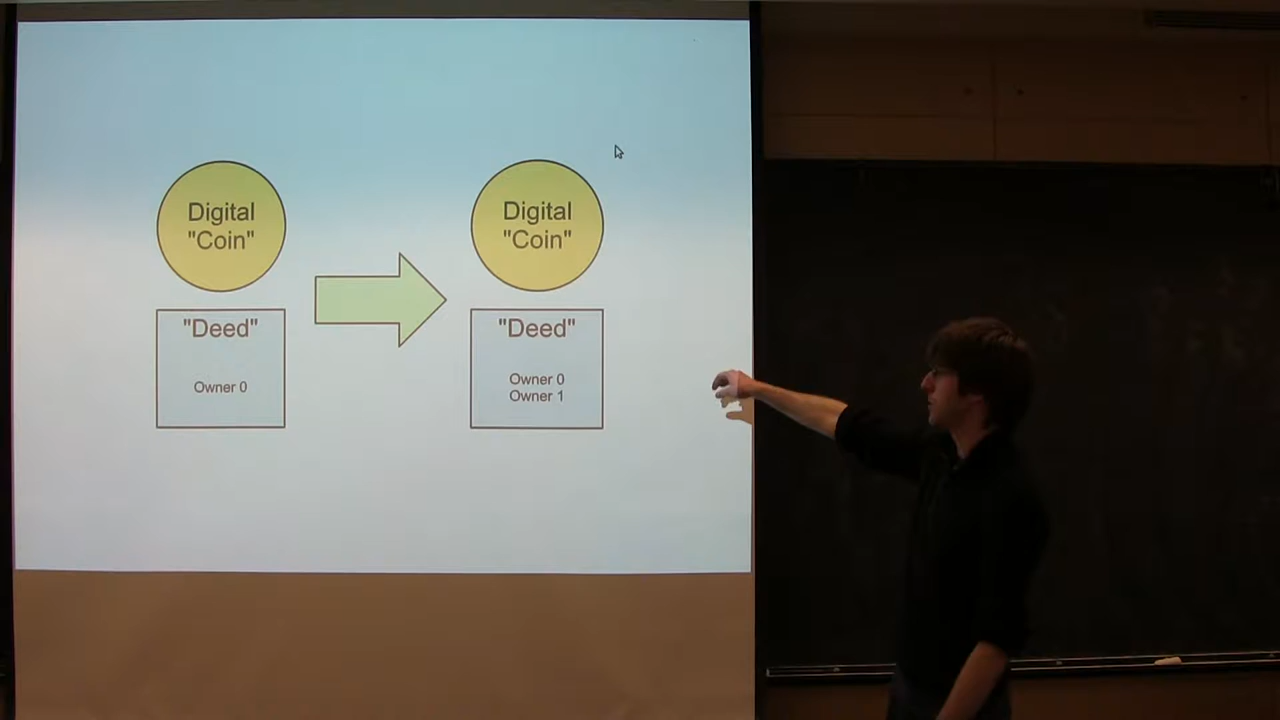 Digital
"Coin"
"Deed"
Owner 0
Digital
"Coin"
"Deed"
Owner 0
Owner 1